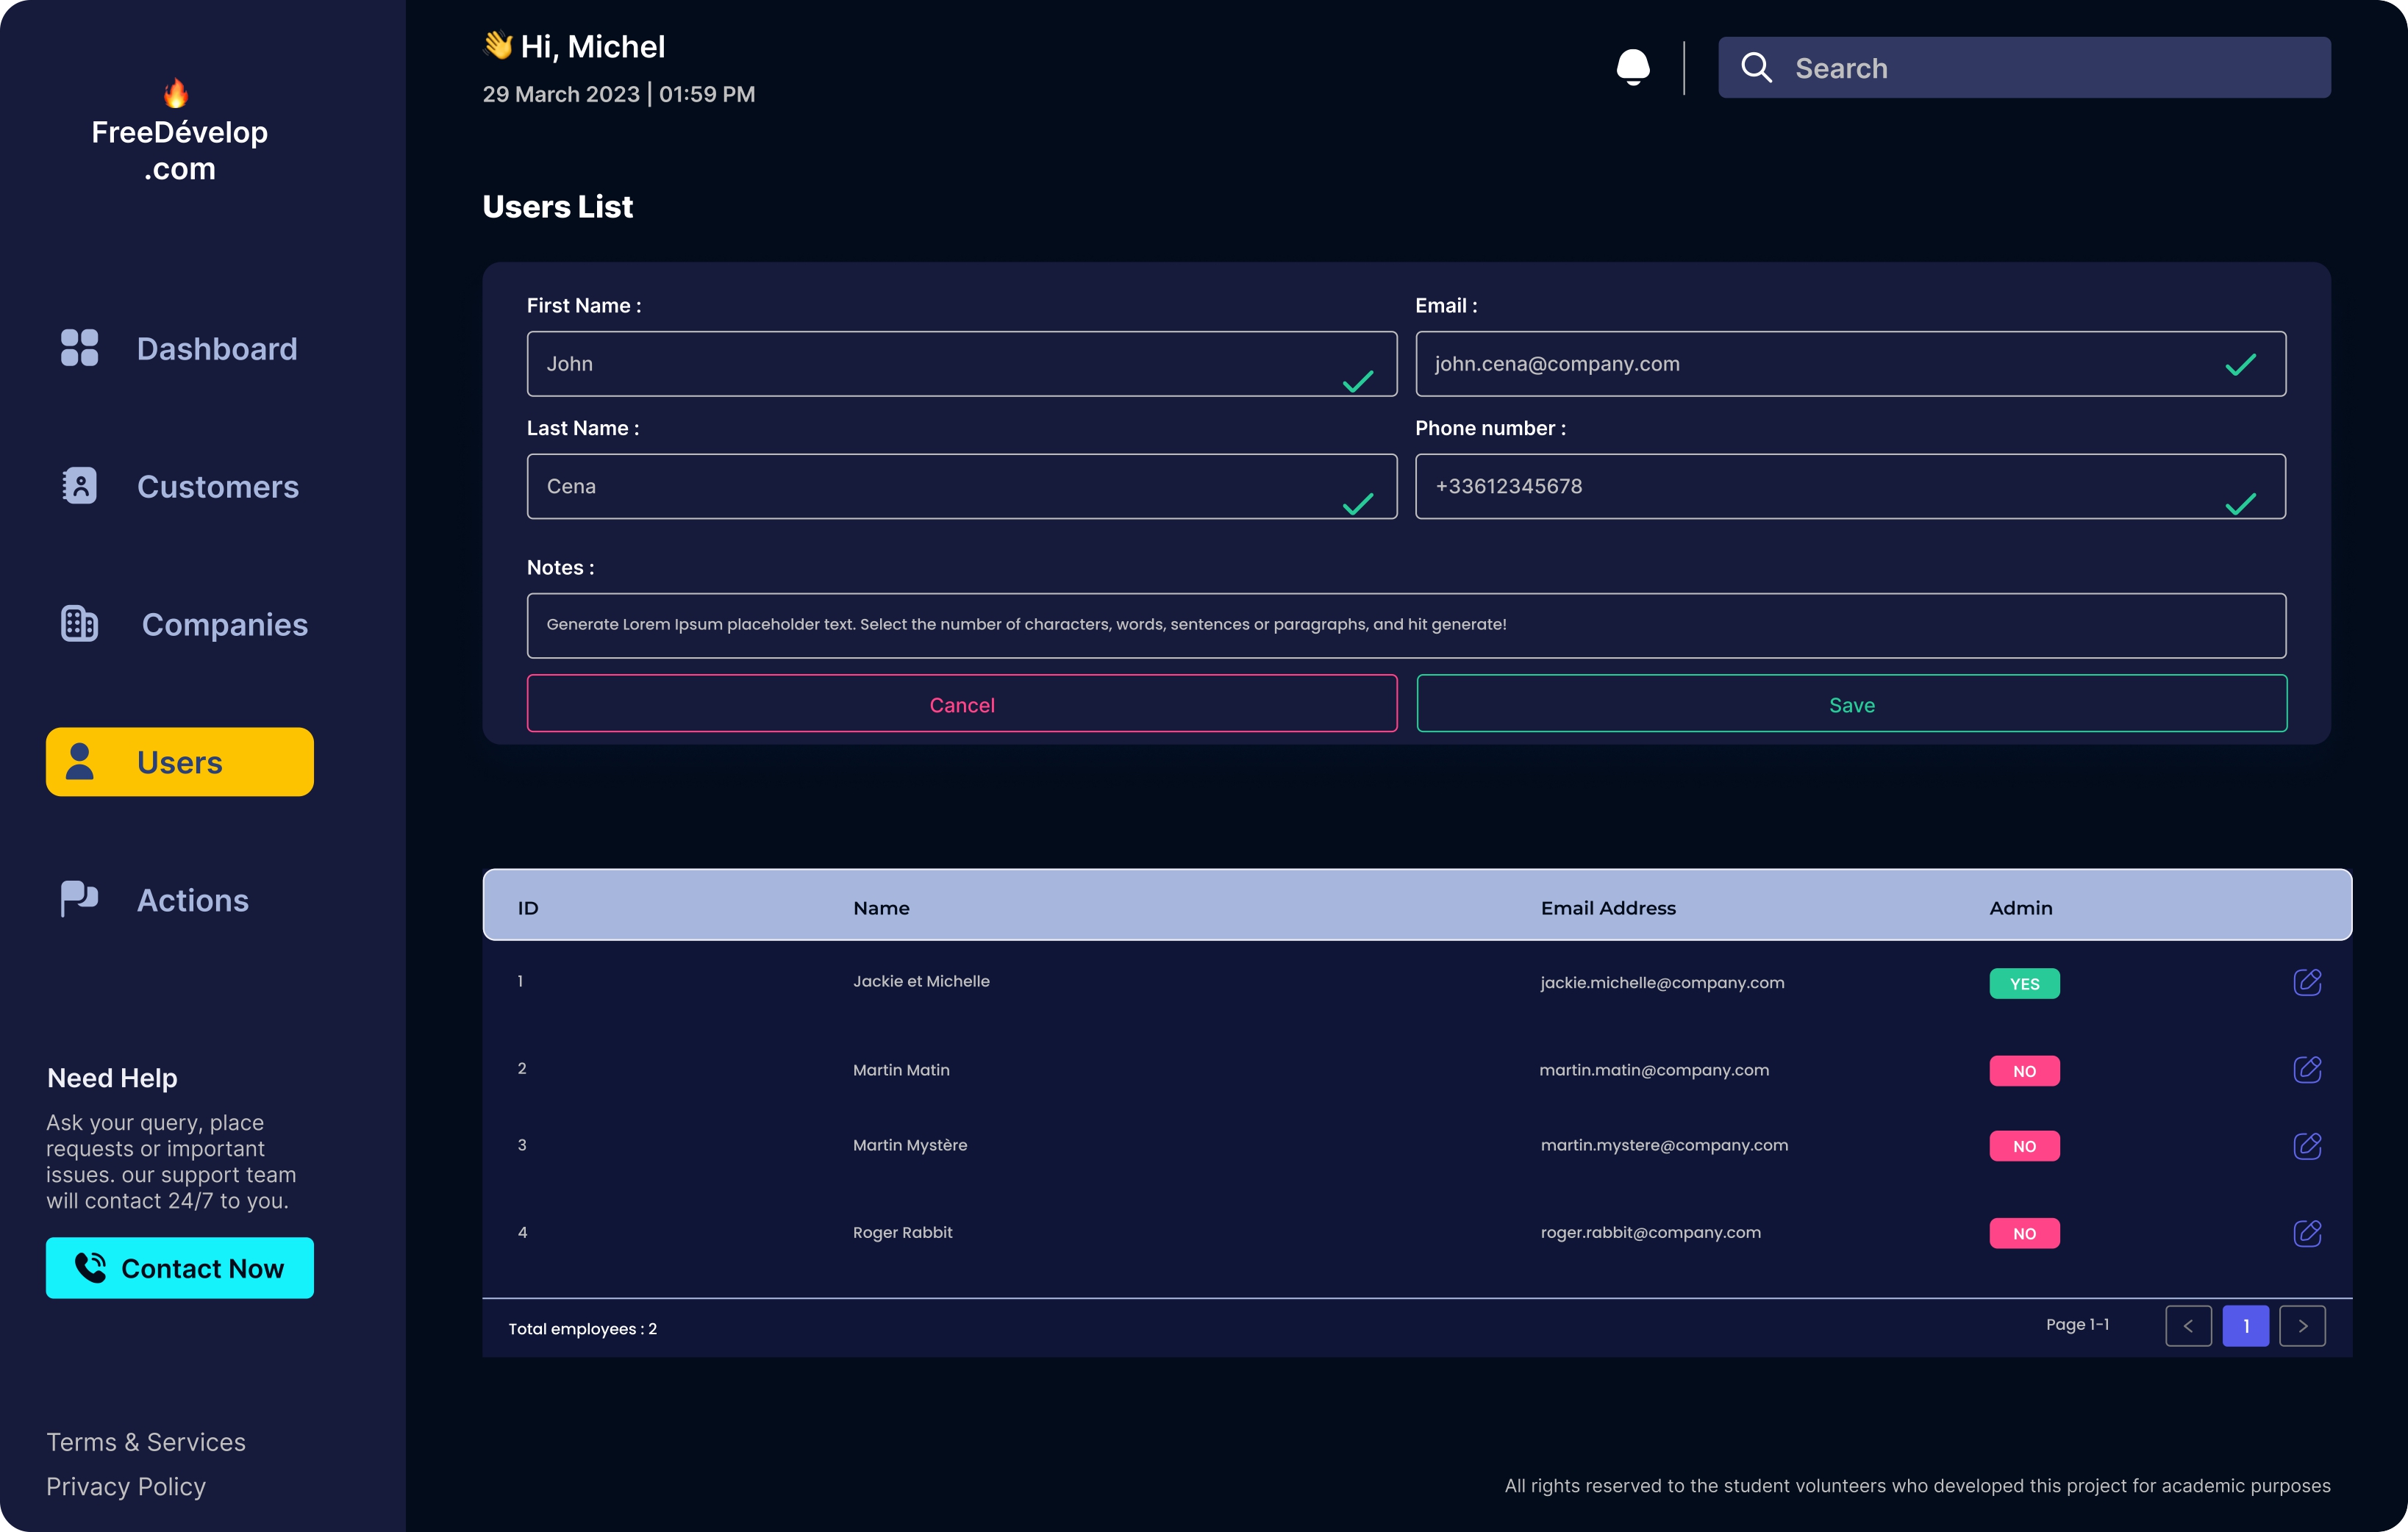 FreeDévelop
.com
Dashboard
Customers
Companies
Users
Actions
Need Help
Ask your query, place
requests or important
issues. our support team
will contact 24/7 to you.
Contact Now
Terms & Services
Privacy Policy
👋 Hi, Michel
29 March 2023 | 01:59 PM
Search
Users List
First Name :
John
Email :
john.cena@company.com
Last Name :
Cena
Phone number :
+33612345678
Notes :
Generate Lorem Ipsum placeholder text. Select the number of characters, words, sentences or paragraphs, and hit generate!
Cancel
Save
ID Name Email Address Admin
1 Jackie et Michelle jackie.michelle@company.com YES
2 Martin Matin martin.matin@company.com NO
3 Martin Mystère martin.mystere@company.com NO
4 Roger Rabbit roger.rabbit@company.com NO
Total employees : 2
Page 1-1
< 1 >
All rights reserved to the student volunteers who developed this project for academic purposes